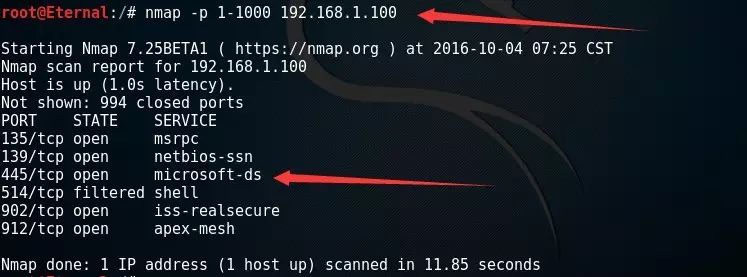 root@Eternal:/# nmap -p 1-1000 192.168.1.100
Starting Nmap 7.25BETA1 ( https://nmap.org ) at 2016-10-04 07:25 CST
Nmap scan report for 192.168.1.100
Host is up (1.0s latency).
Not shown: 994 closed ports
PORT    STATE    SERVICE
135/tcp open     msrpc
139/tcp open     netbios-ssn
445/tcp open     microsoft-ds
514/tcp filtered shell
902/tcp open     iss-realsecure
912/tcp open     apex-mesh
Nmap done: 1 IP address (1 host up) scanned in 11.85 seconds